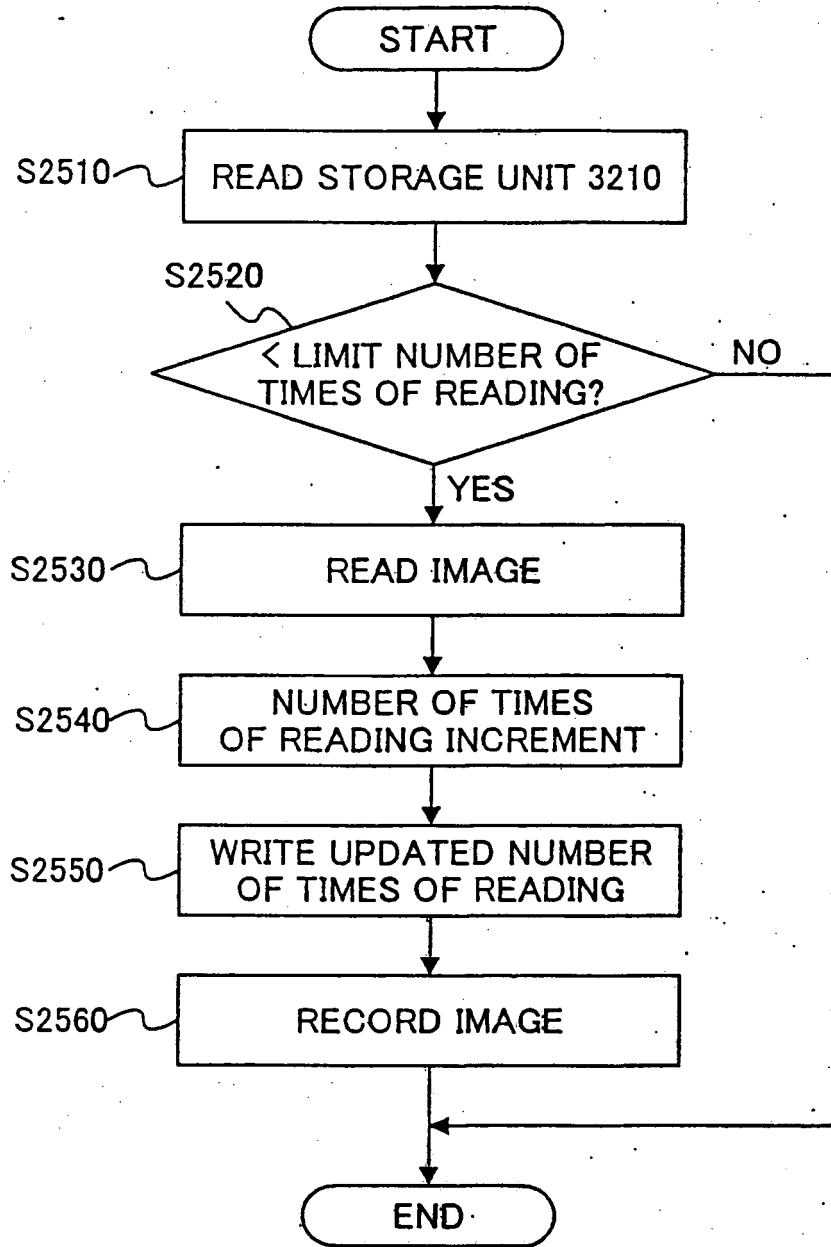 START
S2510
READ STORAGE UNIT 3210
S2520
< LIMIT NUMBER OF
TIMES OF READING?
NO
YES
S2530
READ IMAGE
S2540
NUMBER OF TIMES
OF READING INCREMENT
S2550
WRITE UPDATED NUMBER
OF TIMES OF READING
S2560
RECORD IMAGE
END